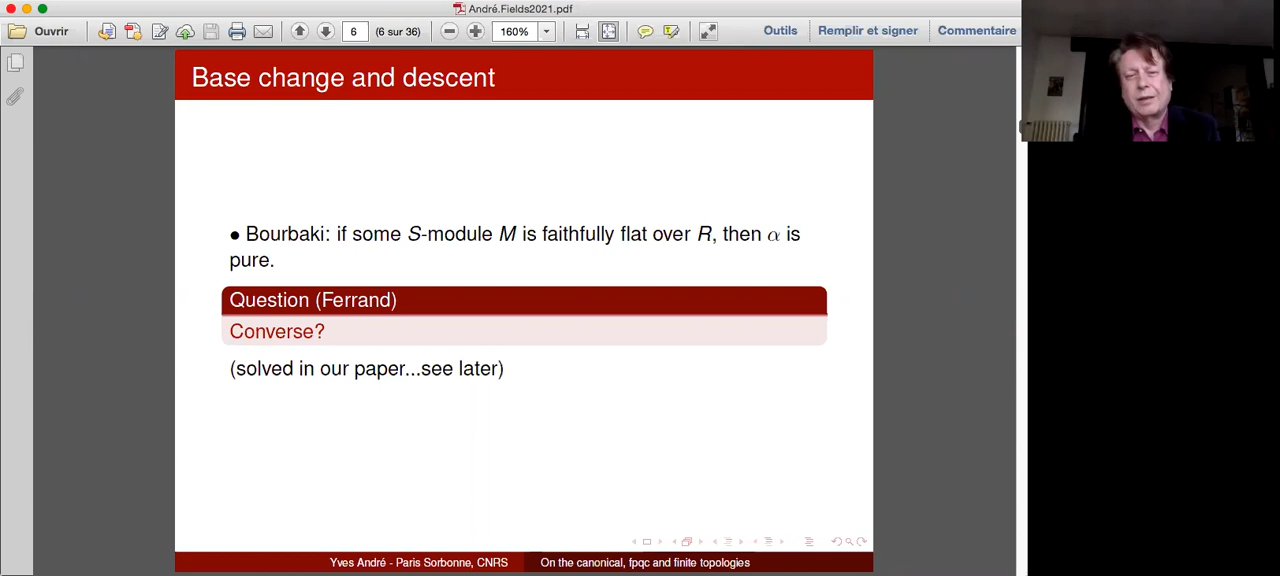 André.Fields2021.pdf
Ouvrir
6
(6 sur 36)
160%
Outils
Remplir et signer
Commentaire
Base change and descent
• Bourbaki: if some S-module M is faithfully flat over R, then α is
pure.
Question (Ferrand)
Converse?
(solved in our paper...see later)
Yves André - Paris Sorbonne, CNRS
On the canonical, fpqc and finite topologies